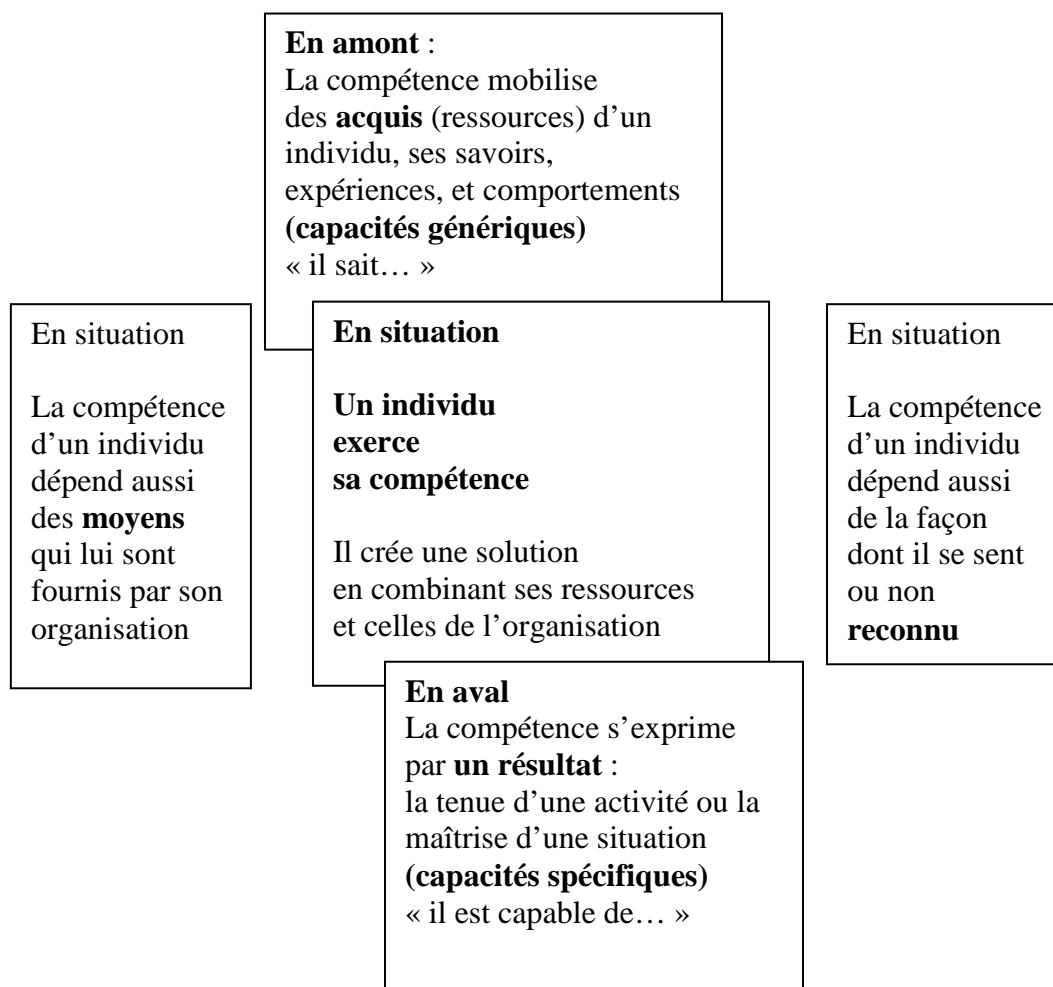 En amont :
La compétence mobilise
des acquis (ressources) d’un
individu, ses savoirs,
expériences, et comportements
(capacités génériques)
« il sait… »
En situation
La compétence
d’un individu
dépend aussi
des moyens
qui lui sont
fournis par son
organisation
En situation
Un individu
exerce
sa compétence
Il crée une solution
en combinant ses ressources
et celles de l’organisation
En situation
La compétence
d’un individu
dépend aussi
de la façon
dont il se sent
ou non
reconnu
En aval
La compétence s’exprime
par un résultat :
la tenue d’une activité ou la
maîtrise d’une situation
(capacités spécifiques)
« il est capable de… »